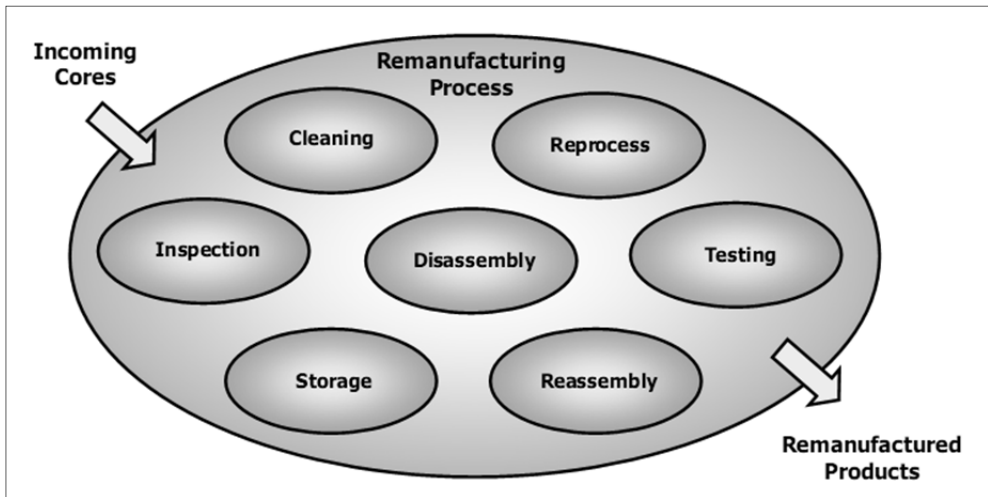 Incoming
Cores
Remanufacturing
Process
Cleaning
Reprocess
Inspection
Disassembly
Testing
Storage
Reassembly
Remanufactured
Products